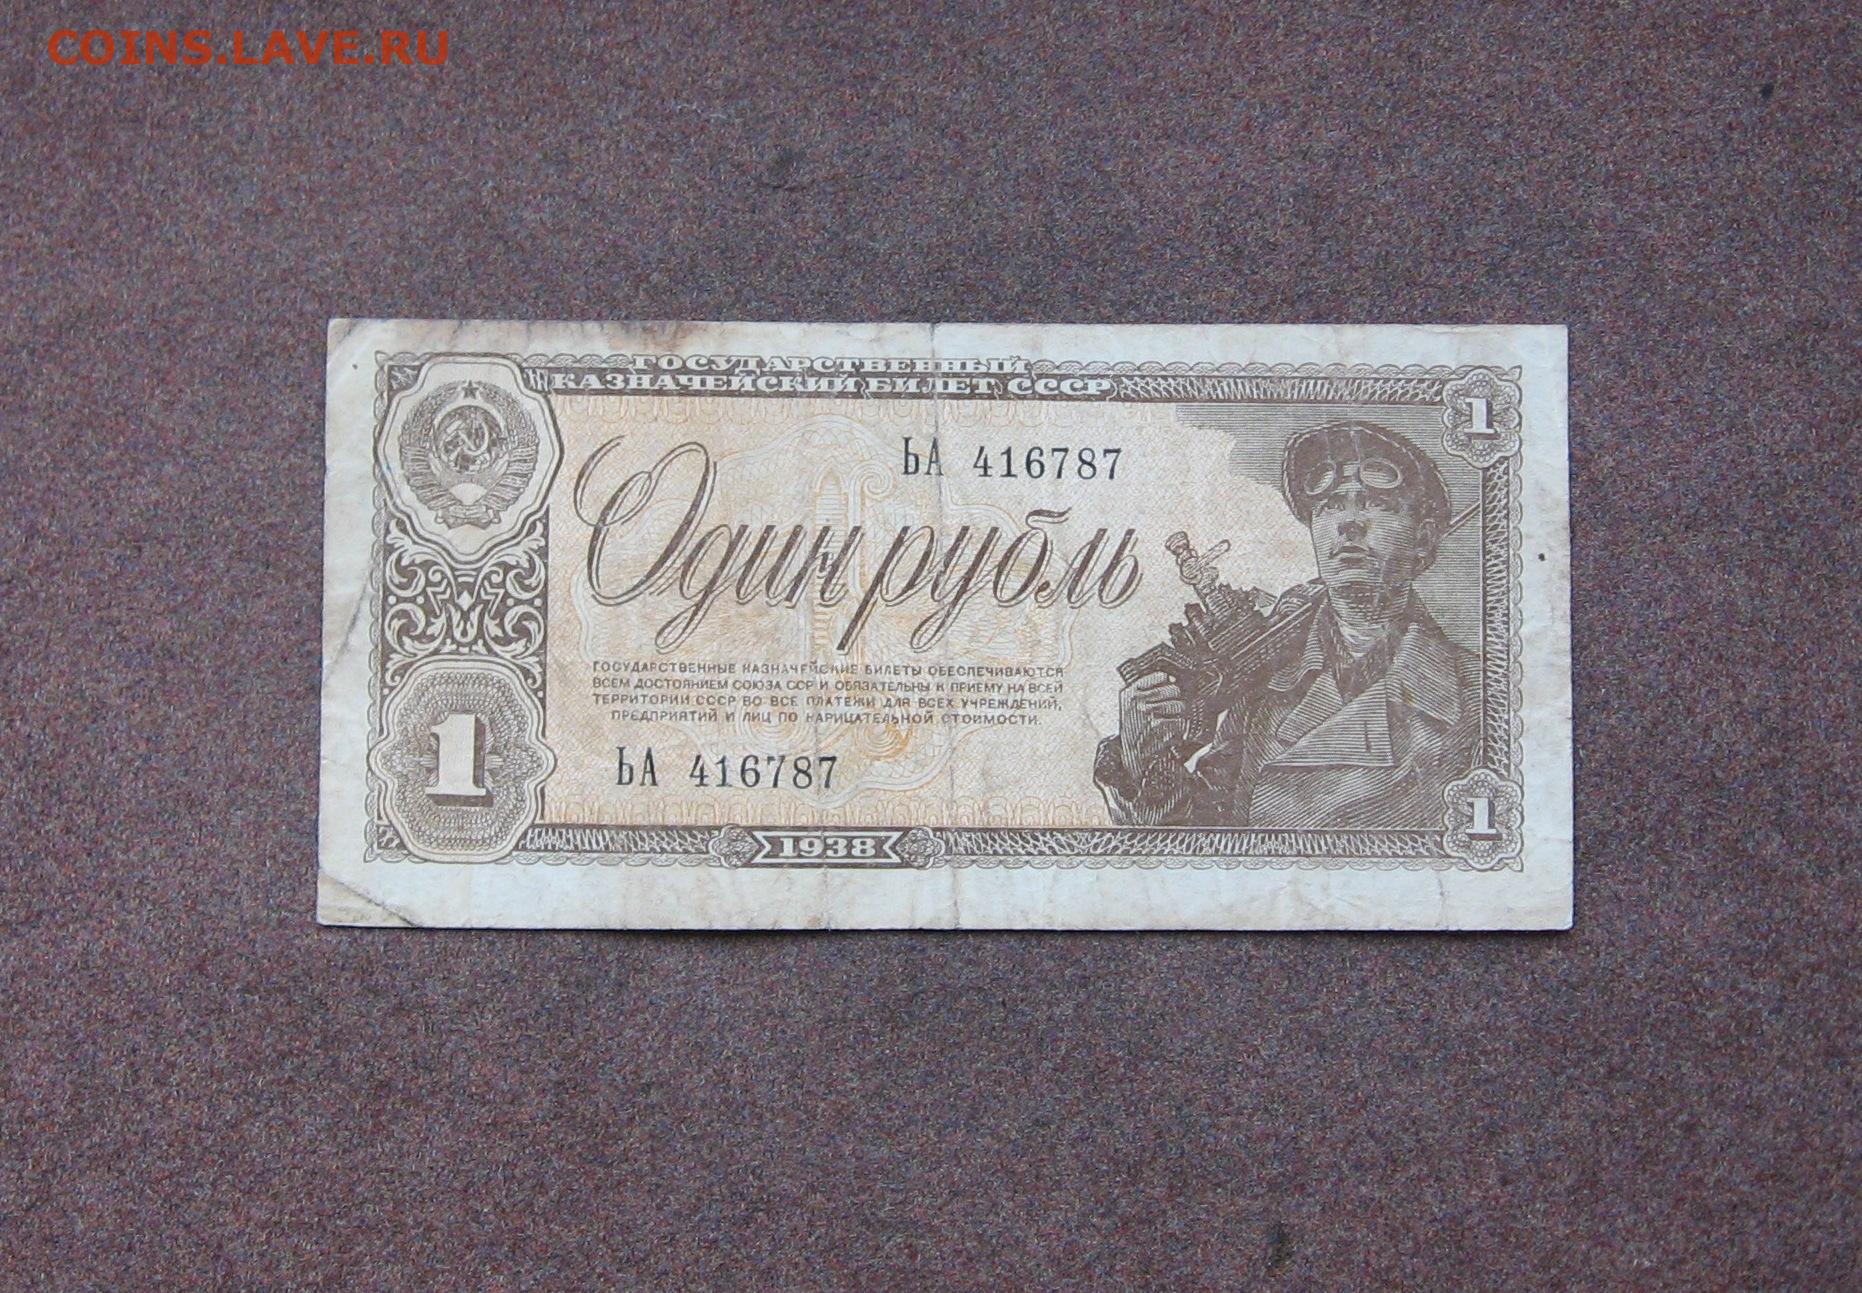 COINS.LAVE.RU
ГОСУДАРСТВЕННЫЙ
КАЗНАЧЕЙСКИЙ БИЛЕТ СССР
1
ЬА 416787
Один рубль
ГОСУДАРСТВЕННЫЕ КАЗНАЧЕЙСКИЕ БИЛЕТЫ ОБЕСПЕЧИВАЮТСЯ
ВСЕМ ДОСТОЯНИЕМ СОЮЗА ССР И ОБЯЗАТЕЛЬНЫ К ПРИЕМУ НА ВСЕЙ
ТЕРРИТОРИИ СССР ВО ВСЕ ПЛАТЕЖИ ДЛЯ ВСЕХ УЧРЕЖДЕНИЙ,
ПРЕДПРИЯТИЙ И ЛИЦ ПО НАРИЦАТЕЛЬНОЙ СТОИМОСТИ.
1
ЬА 416787
1
1938